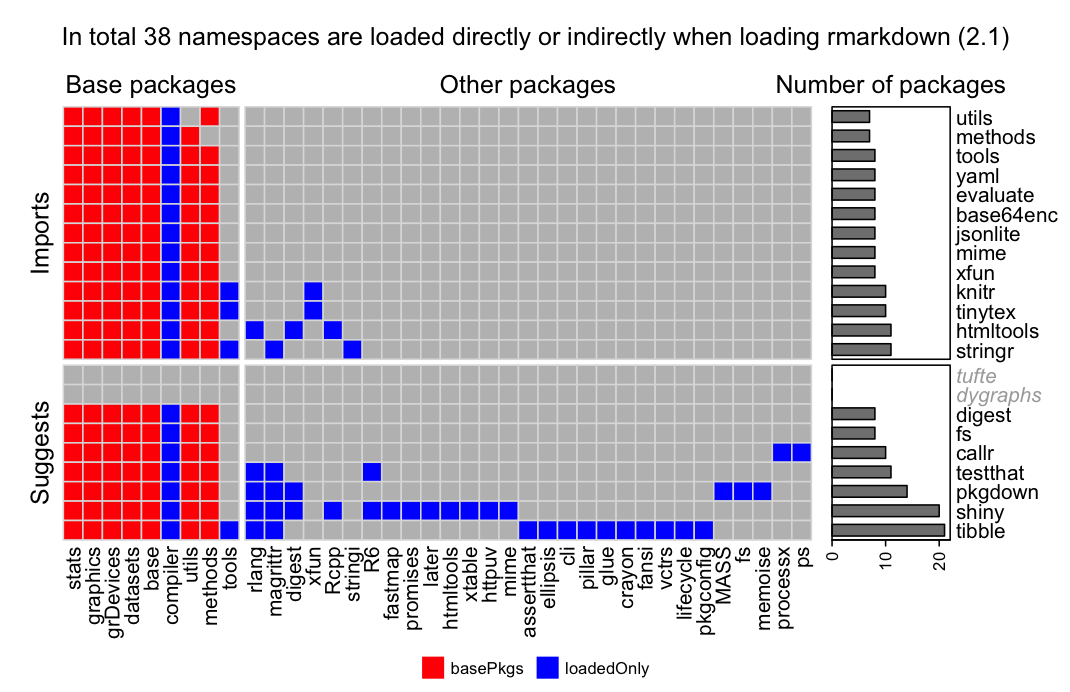 In total 38 namespaces are loaded directly or indirectly when loading rmarkdown (2.1)
Base packages
Other packages
Number of packages
Imports
utils
methods
tools
yaml
evaluate
base64enc
jsonlite
mime
xfun
knitr
tinytex
htmltools
stringr
Suggests
tufte
dygraphs
digest
fs
callr
testthat
pkgdown
shiny
tibble
stats
graphics
grDevices
datasets
base
compiler
utils
methods
tools
rlang
magrittr
digest
xfun
Rcpp
stringi
R6
fastmap
promises
later
htmltools
xtable
httpuv
mime
assertthat
ellipsis
cli
pillar
glue
crayon
fansi
vctrs
lifecycle
pkgconfig
MASS
fs
memoise
processx
ps
0
10
20
basePkgs
loadedOnly